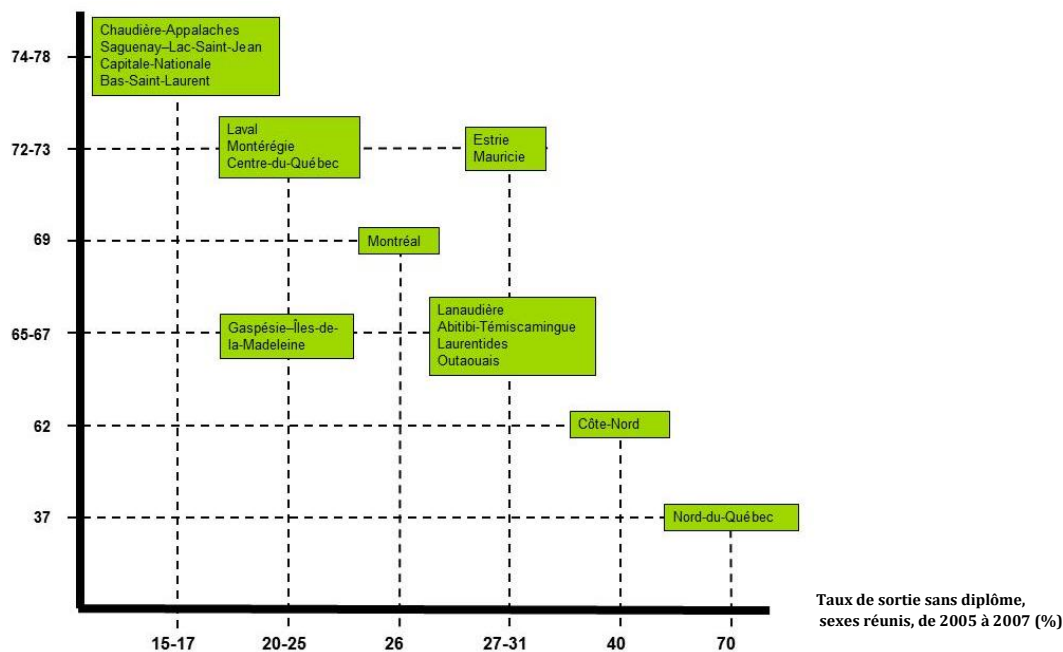 74-78
Chaudière-Appalaches
Saguenay–Lac-Saint-Jean
Capitale-Nationale
Bas-Saint-Laurent
72-73
Laval
Montérégie
Centre-du-Québec
Estrie
Mauricie
69
Montréal
65-67
Gaspésie–Îles-de-
la-Madeleine
Lanaudière
Abitibi-Témiscamingue
Laurentides
Outaouais
62
Côte-Nord
37
Nord-du-Québec
Taux de sortie sans diplôme,
sexes réunis, de 2005 à 2007 (%)
15-17
20-25
26
27-31
40
70